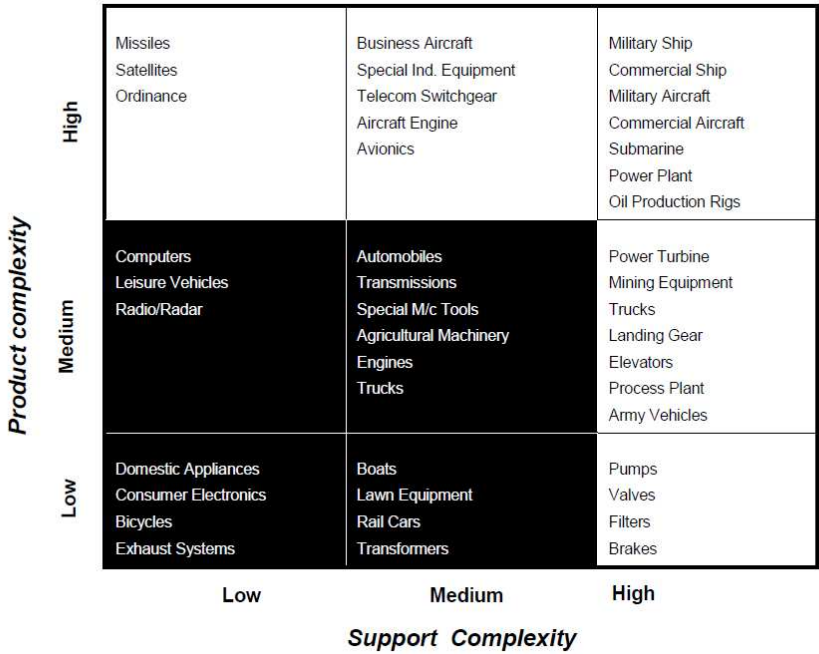 Product complexity
High
Missiles
Satellites
Ordinance
Business Aircraft
Special Ind. Equipment
Telecom Switchgear
Aircraft Engine
Avionics
Military Ship
Commercial Ship
Military Aircraft
Commercial Aircraft
Submarine
Power Plant
Oil Production Rigs
Medium
Computers
Leisure Vehicles
Radio/Radar
Automobiles
Transmissions
Special M/c Tools
Agricultural Machinery
Engines
Trucks
Power Turbine
Mining Equipment
Trucks
Landing Gear
Elevators
Process Plant
Army Vehicles
Low
Domestic Appliances
Consumer Electronics
Bicycles
Exhaust Systems
Boats
Lawn Equipment
Rail Cars
Transformers
Pumps
Valves
Filters
Brakes
Low
Medium
High
Support Complexity